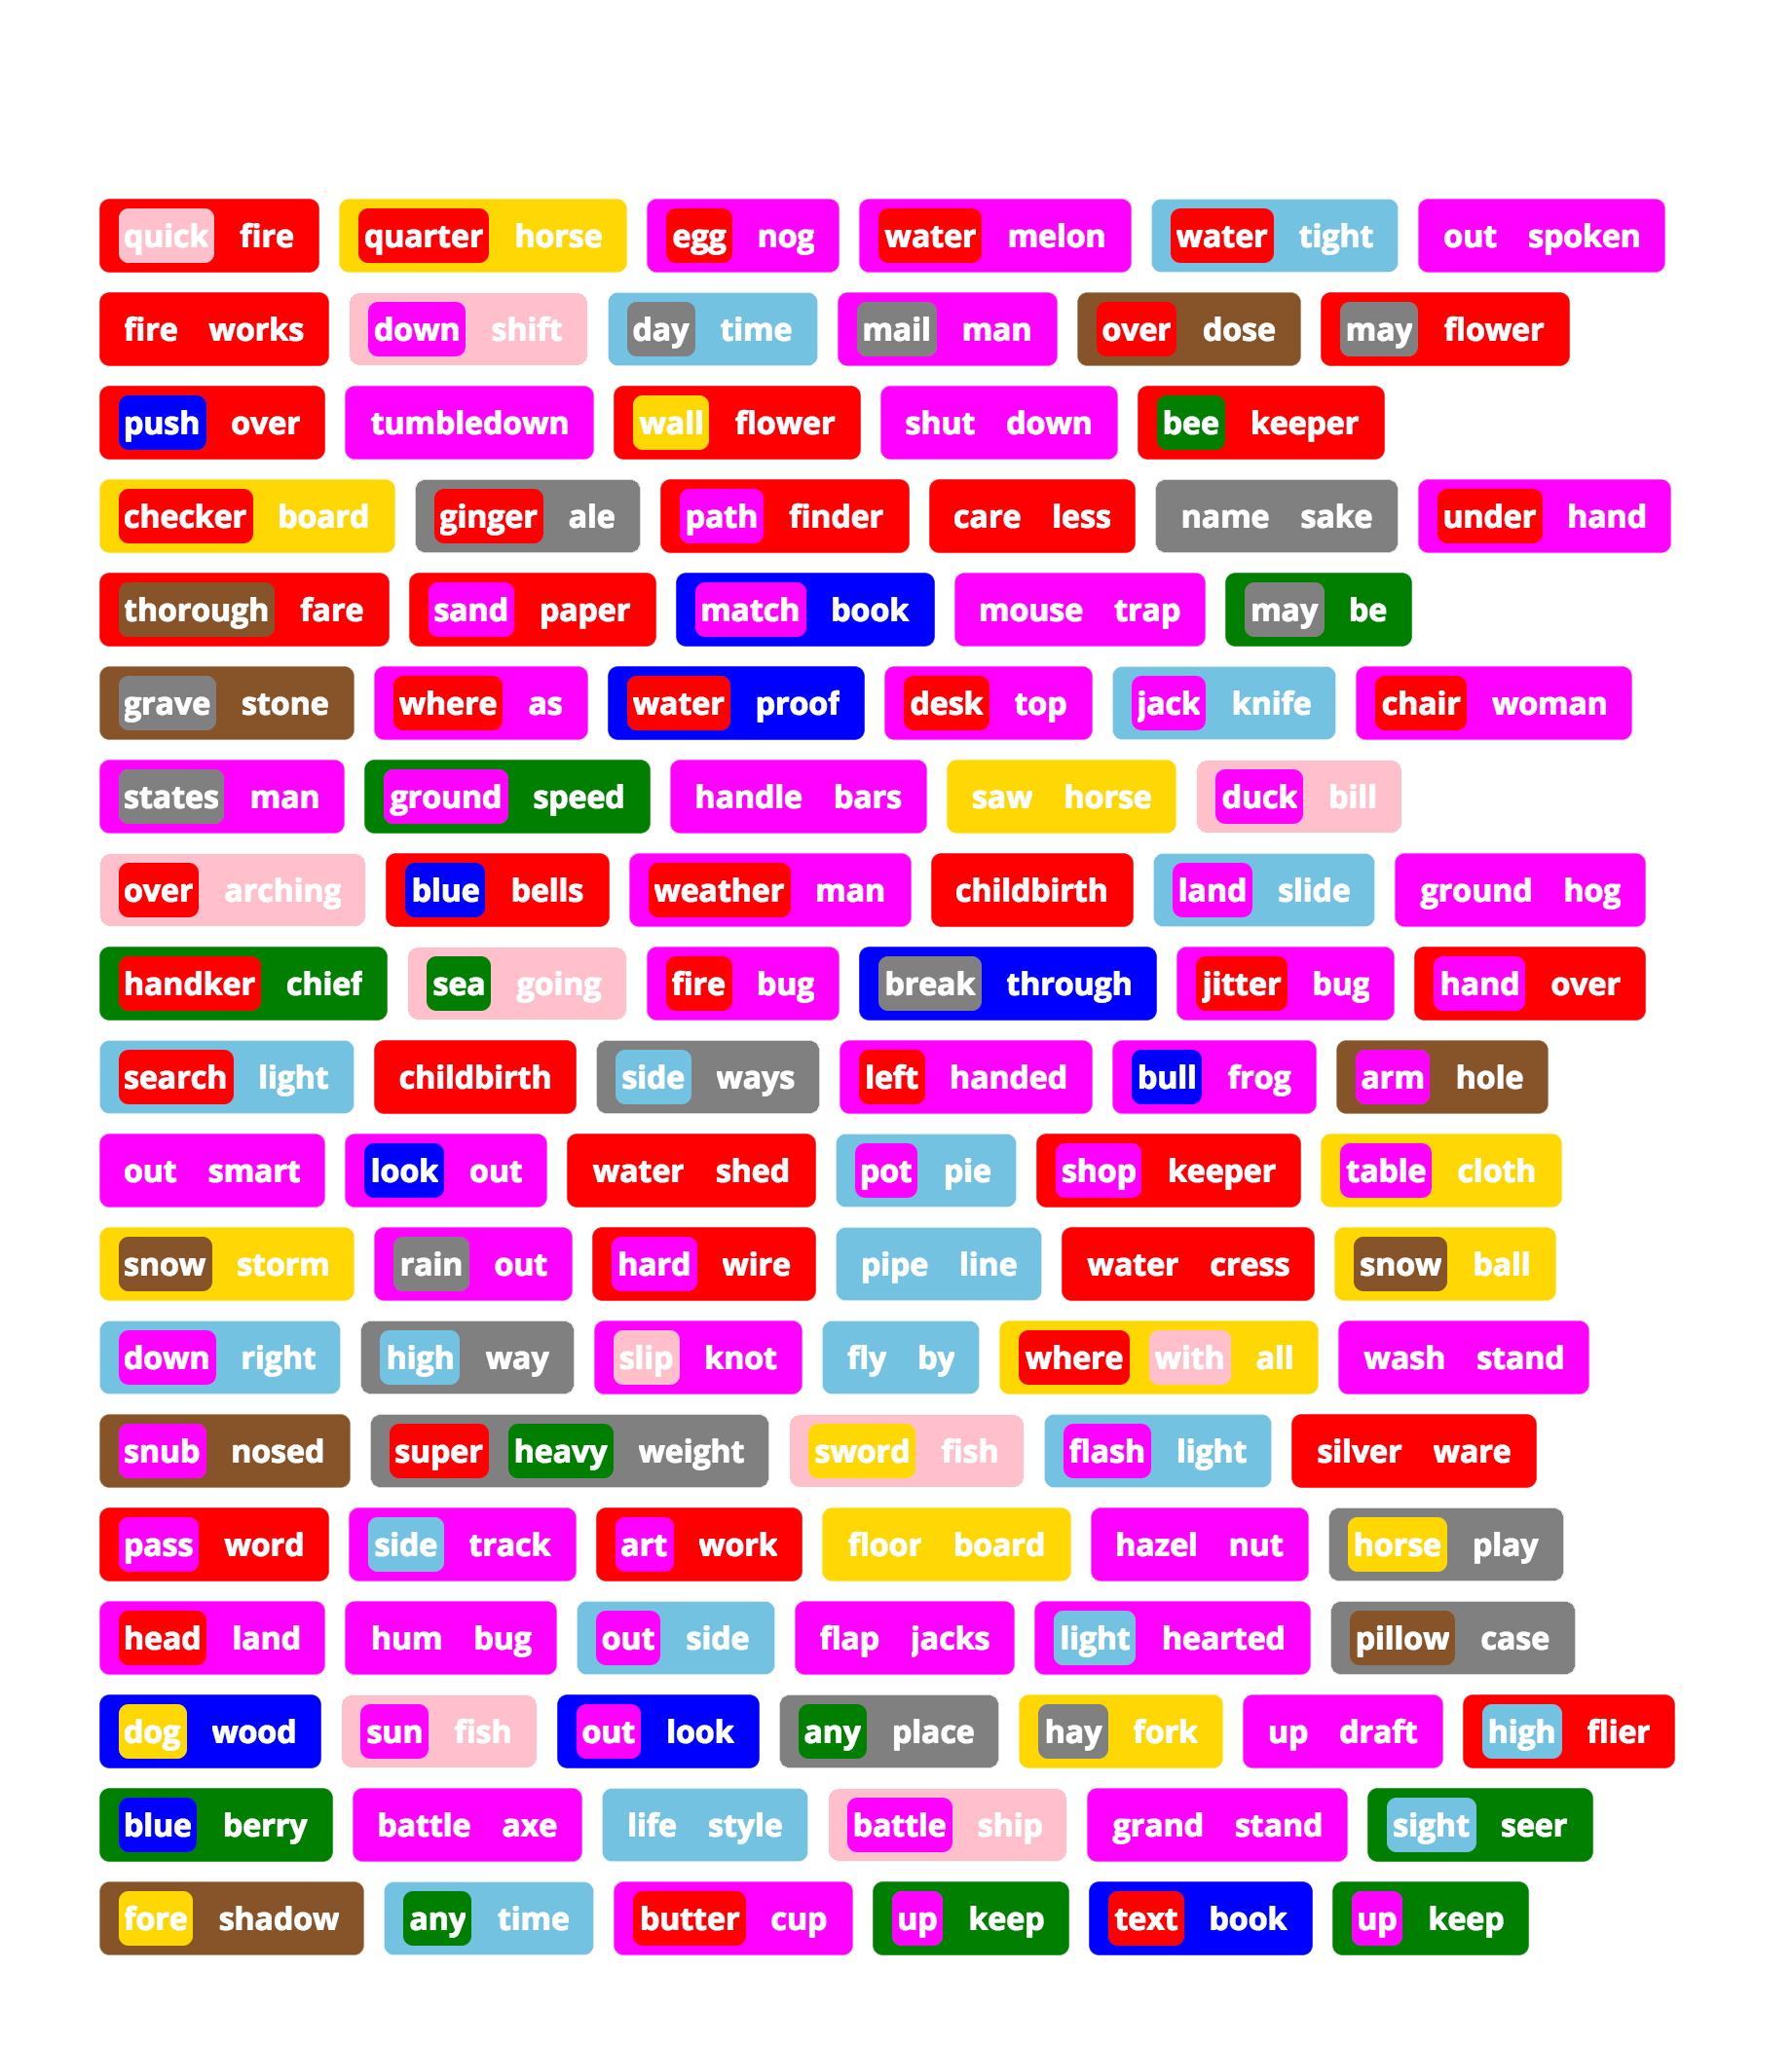 quick fire quarter horse egg nog water melon water tight out spoken
fire works down shift day time mail man over dose may flower
push over tumbledown wall flower shut down bee keeper
checker board ginger ale path finder care less name sake under hand
thorough fare sand paper match book mouse trap may be
grave stone where as water proof desk top jack knife chair woman
states man ground speed handle bars saw horse duck bill
over arching blue bells weather man childbirth land slide ground hog
handker chief sea going fire bug break through jitter bug hand over
search light childbirth side ways left handed bull frog arm hole
out smart look out water shed pot pie shop keeper table cloth
snow storm rain out hard wire pipe line water cress snow ball
down right high way slip knot fly by where with all wash stand
snub nosed super heavy weight sword fish flash light silver ware
pass word side track art work floor board hazel nut horse play
head land hum bug out side flap jacks light hearted pillow case
dog wood sun fish out look any place hay fork up draft high flier
blue berry battle axe life style battle ship grand stand sight seer
fore shadow any time butter cup up keep text book up keep